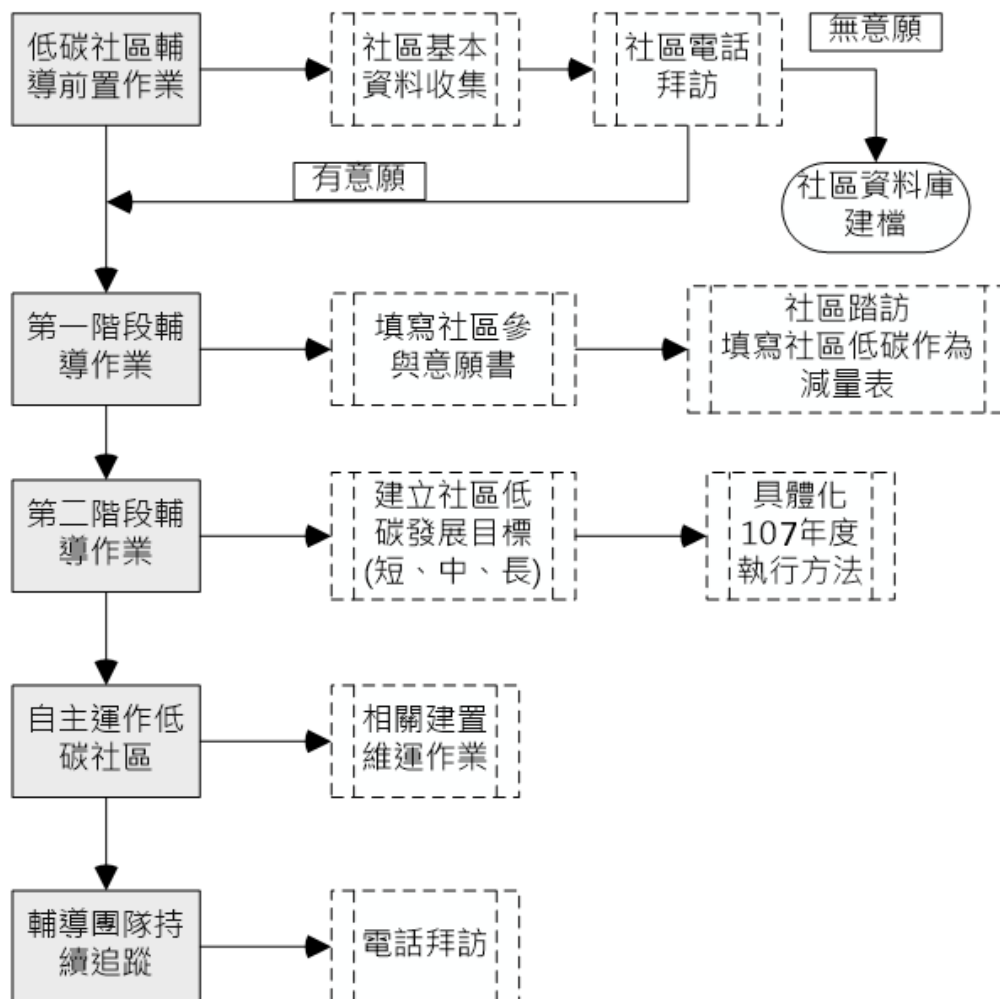 低碳社區輔
導前置作業
社區基本
資料收集
社區電話
拜訪
無意願
有意願
社區資料庫
建檔
第一階段輔
導作業
填寫社區參
與意願書
社區踏訪
填寫社區低碳作為
減量表
第二階段輔
導作業
建立社區低
碳發展目標
(短、中、長)
具體化
107年度
執行方法
自主運作低
碳社區
相關建置
維運作業
輔導團隊持
續追蹤
電話拜訪